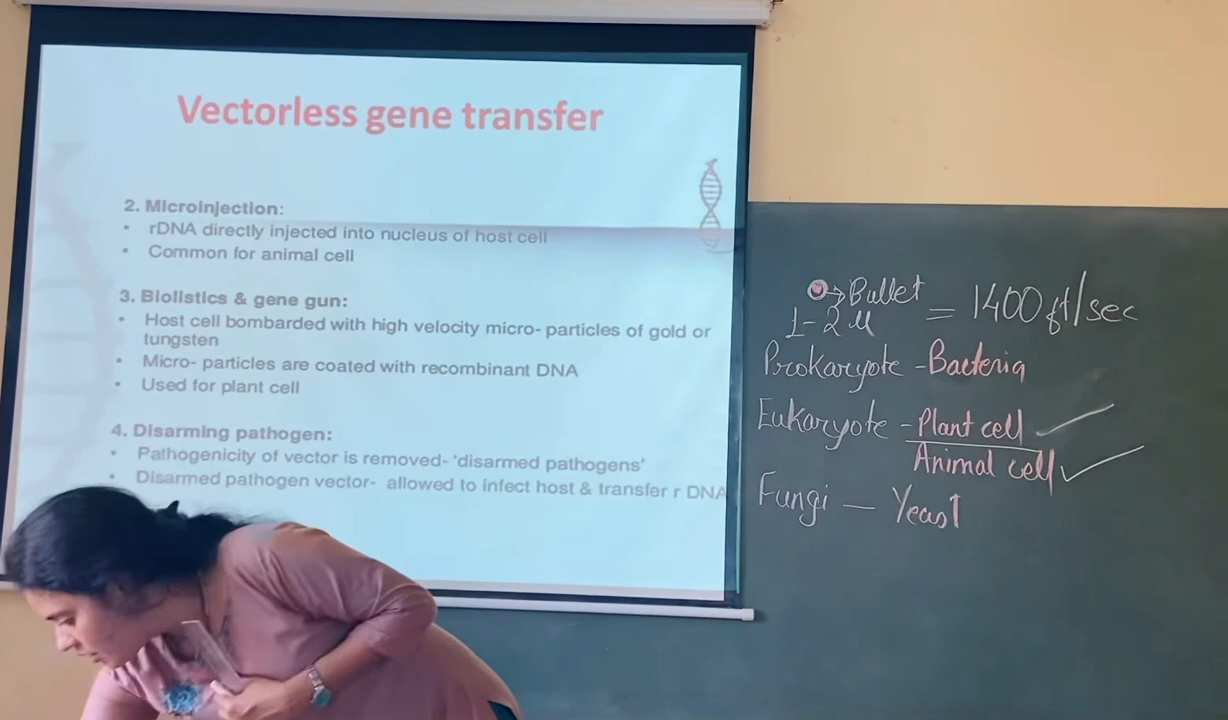 Vectorless gene transfer
2. Microinjection:
• rDNA directly injected into nucleus of host cell
• Common for animal cell
3. Biolistics & gene gun:
• Host cell bombarded with high velocity micro- particles of gold or
tungsten
• Micro- particles are coated with recombinant DNA
• Used for plant cell
4. Disarming pathogen:
• Pathogenicity of vector is removed- 'disarmed pathogens'
• Disarmed pathogen vector- allowed to infect host & transfer r DNA
→ Bullet = 1400 ft/sec
1-2 µ
Prokaryote - Bacteria
Eukaryote - Plant cell ✓
Animal cell ✓
Fungi — Yeast